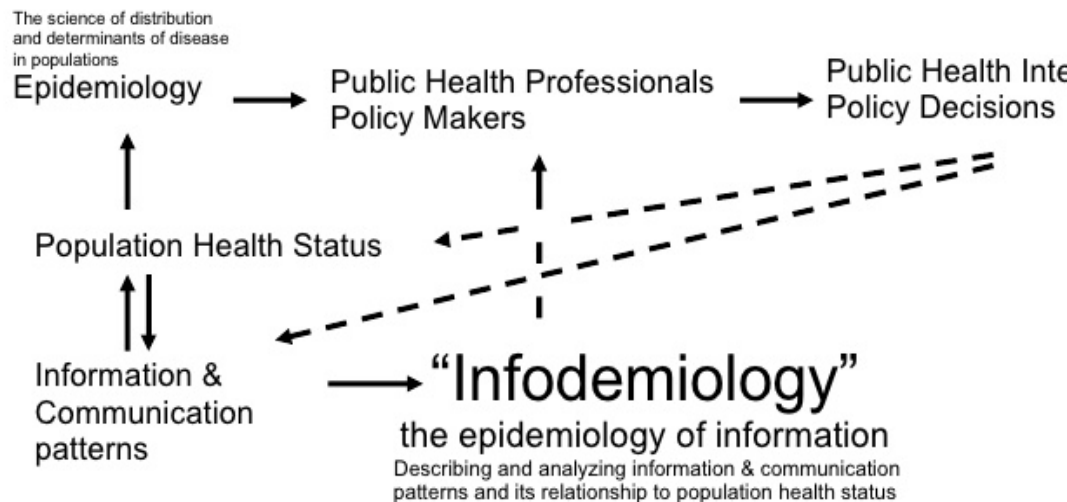 The science of distribution
and determinants of disease
in populations
Epidemiology
Public Health Professionals
Policy Makers
Public Health Inte
Policy Decisions
Population Health Status
Information &
Communication
patterns
“Infodemiology”
the epidemiology of information
Describing and analyzing information & communication
patterns and its relationship to population health status